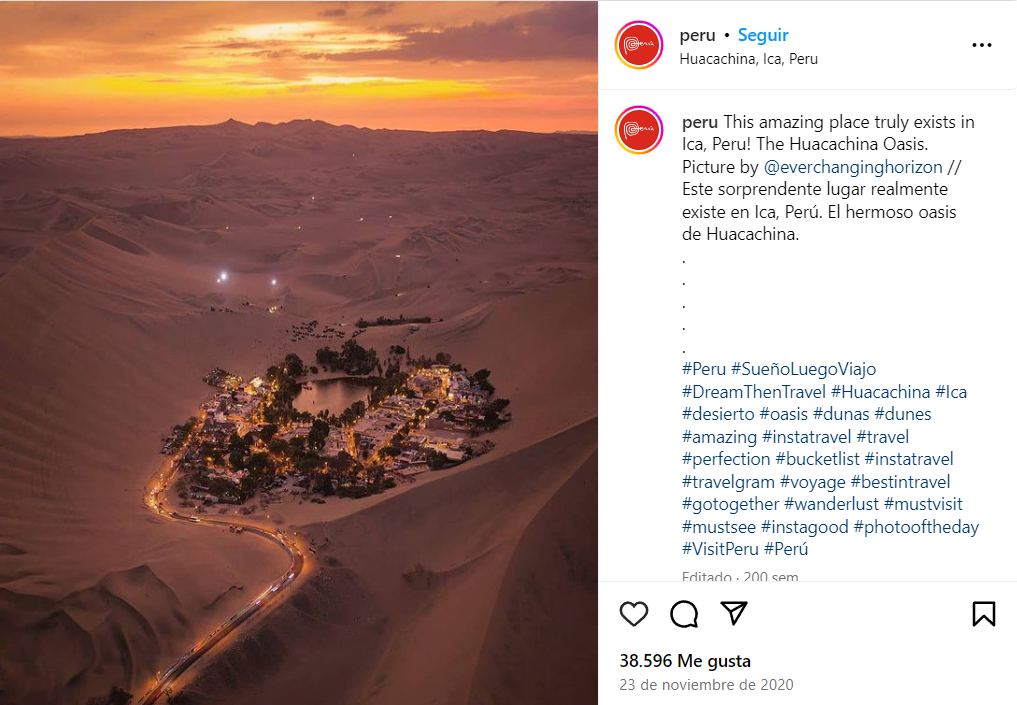 peru • Seguir
Huacachina, Ica, Peru
peru This amazing place truly exists in
Ica, Peru! The Huacachina Oasis.
Picture by @everchanginghorizon //
Este sorprendente lugar realmente
existe en Ica, Perú. El hermoso oasis
de Huacachina.
.
.
.
.
.
#Peru #SueñoLuegoViajo
#DreamThenTravel #Huacachina #Ica
#desierto #oasis #dunas #dunes
#amazing #instatravel #travel
#perfection #bucketlist #instatravel
#travelgram #voyage #bestintravel
#gotogether #wanderlust #mustvisit
#mustsee #instagood #photooftheday
#VisitPeru #Perú
Editado · 200 sem
38.596 Me gusta
23 de noviembre de 2020